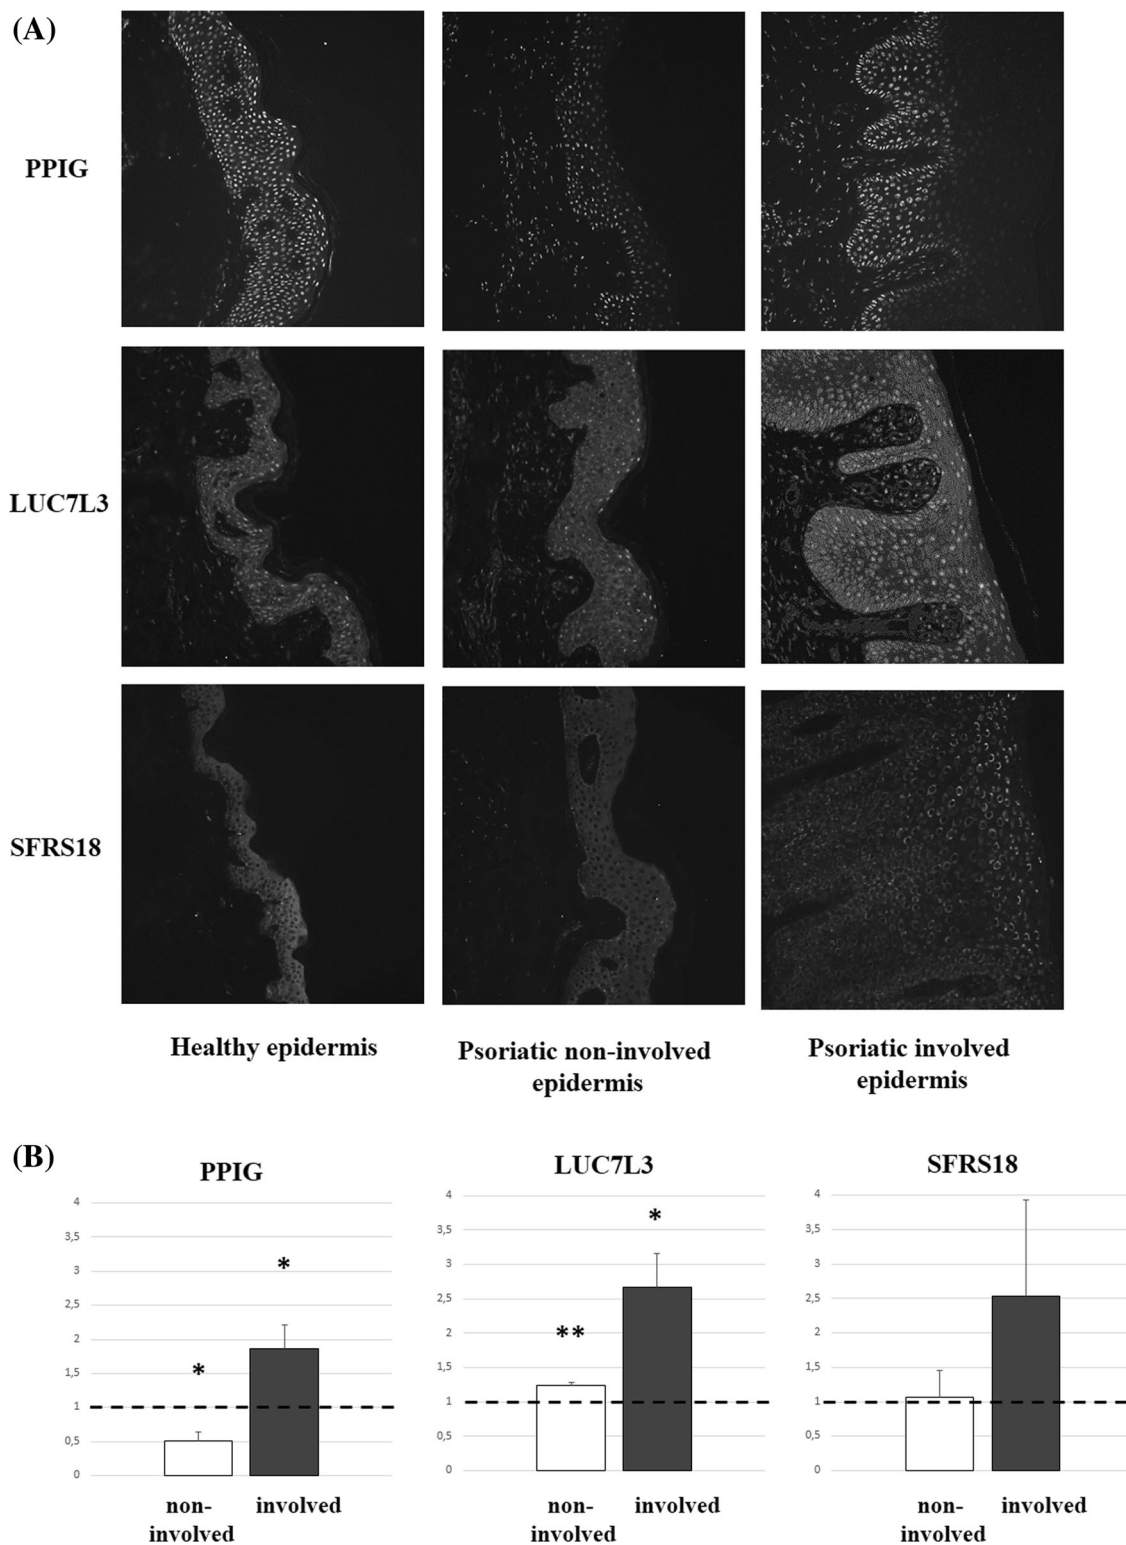 (A)
PPIG
LUC7L3
SFRS18
Healthy epidermis
Psoriatic non-involved
epidermis
Psoriatic involved
epidermis
(B)
PPIG
4
3,5
3
2,5
2
1,5
1
0,5
0
*
*
non-
involved
involved
LUC7L3
4
3,5
3
2,5
2
1,5
1
0,5
0
**
*
non-
involved
involved
SFRS18
4
3,5
3
2,5
2
1,5
1
0,5
0
non-
involved
involved